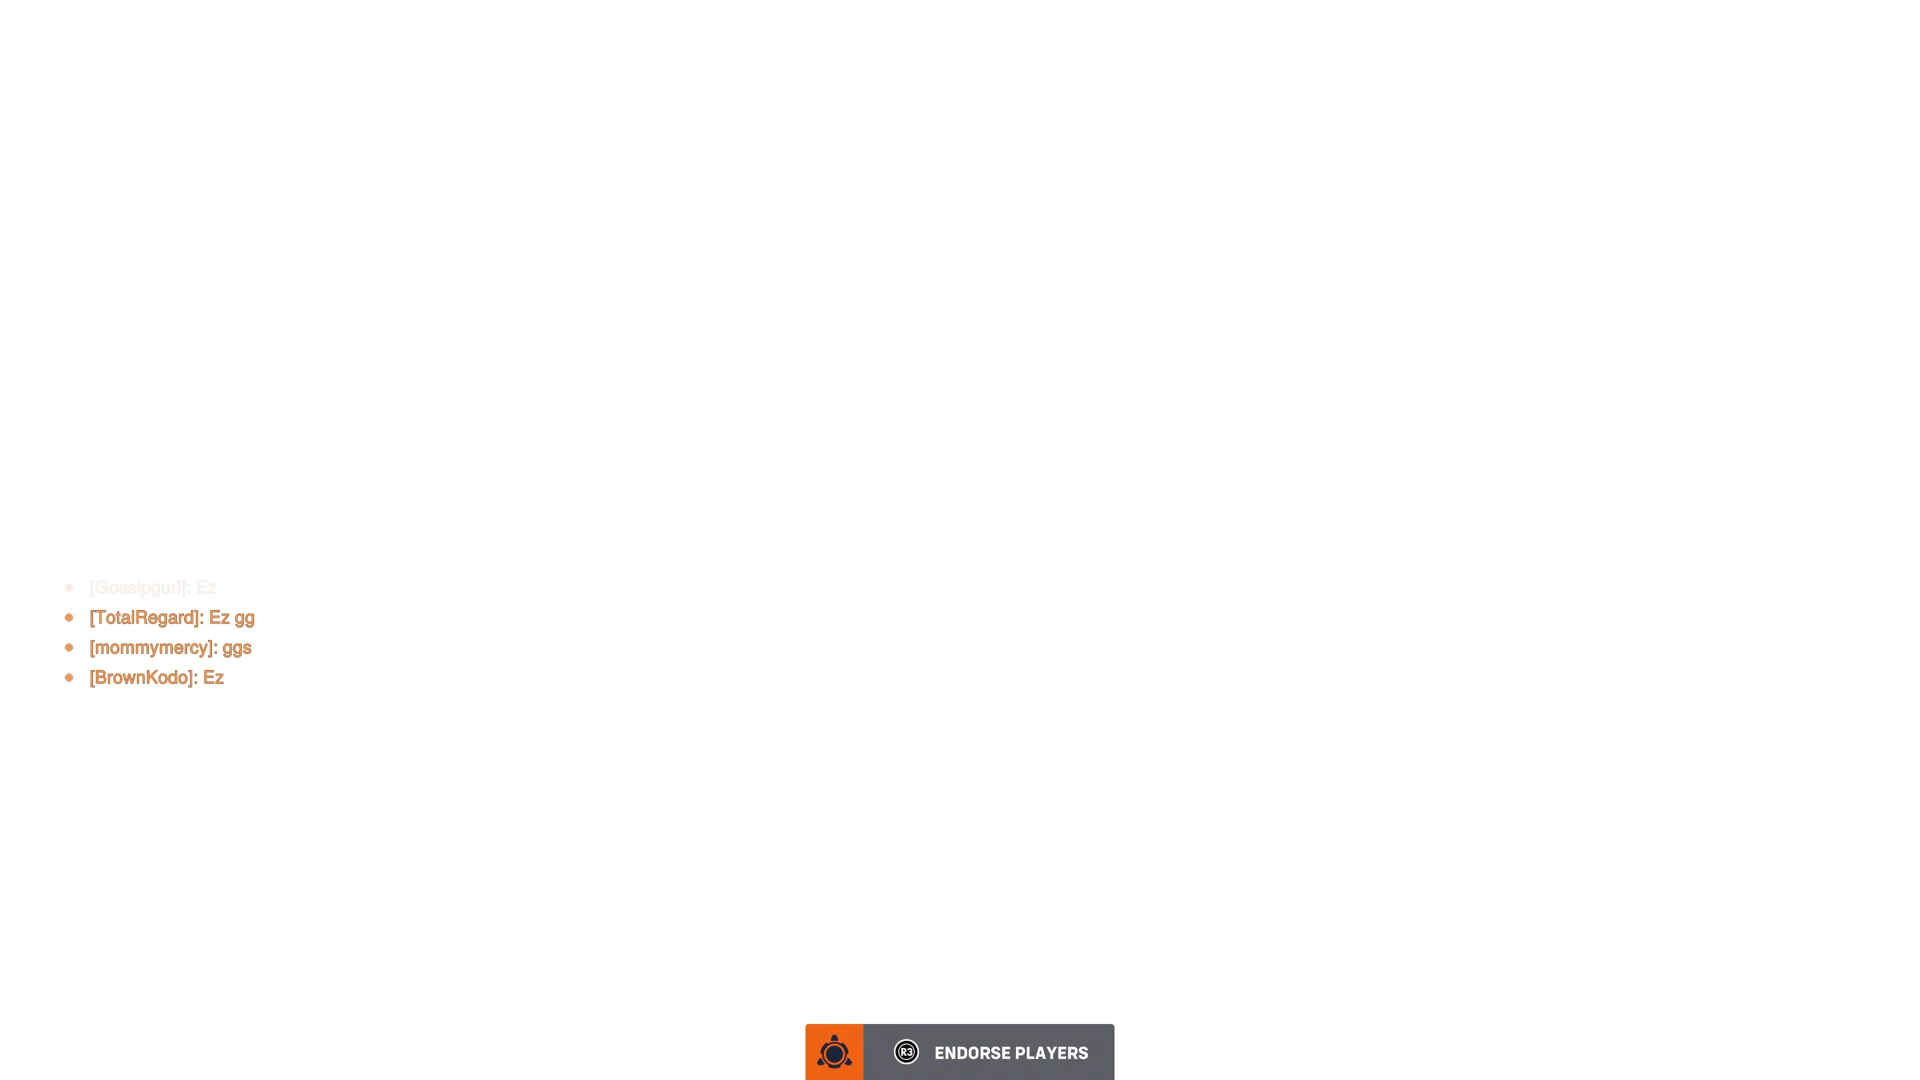 [Gossipgurl]: Ez
[TotalRegard]: Ez gg
[mommymercy]: ggs
[BrownKodo]: Ez
R3 ENDORSE PLAYERS